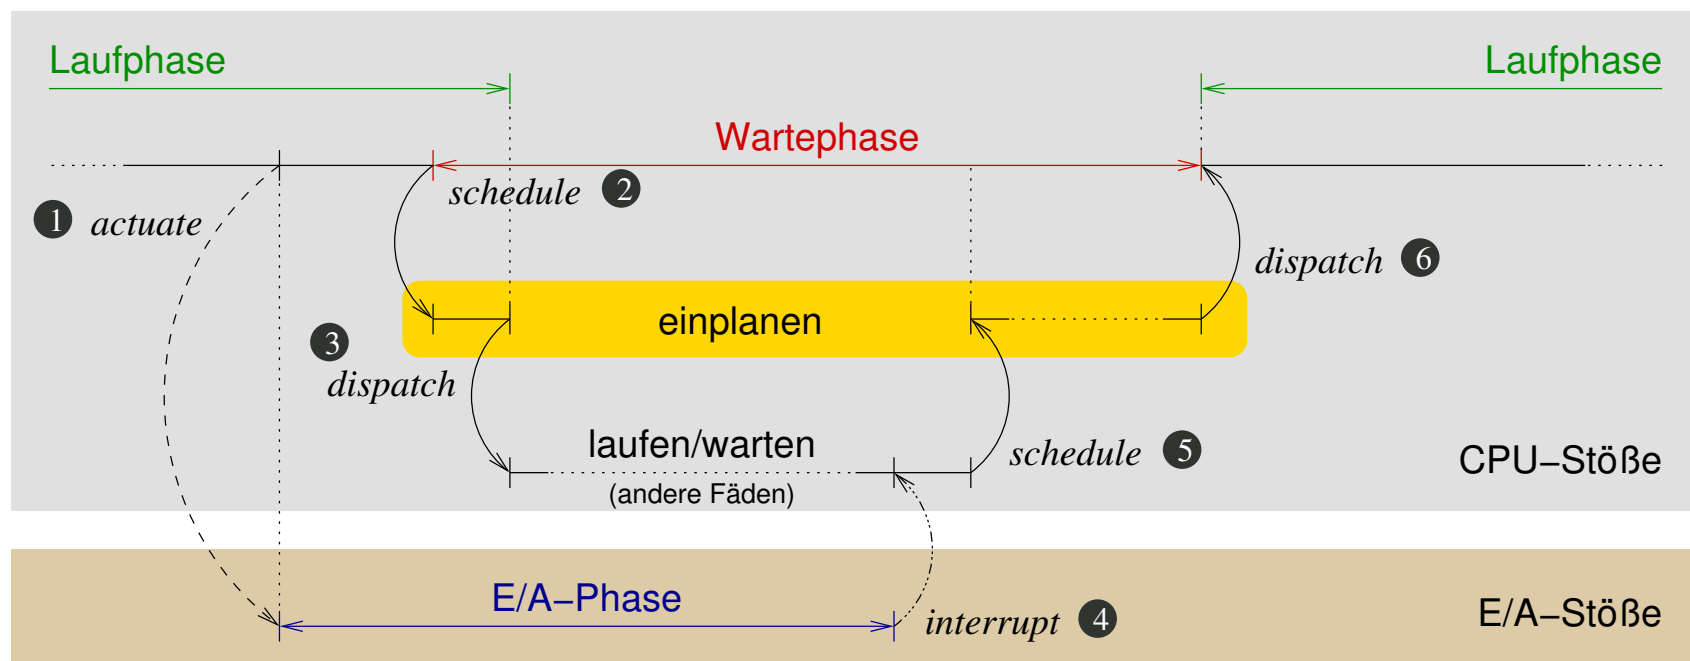 Laufphase
Laufphase
Wartephase
schedule 2
1 actuate
dispatch 6
einplanen
3
dispatch
laufen/warten
schedule 5
CPU–Stöße
(andere Fäden)
E/A–Phase
E/A–Stöße
interrupt 4